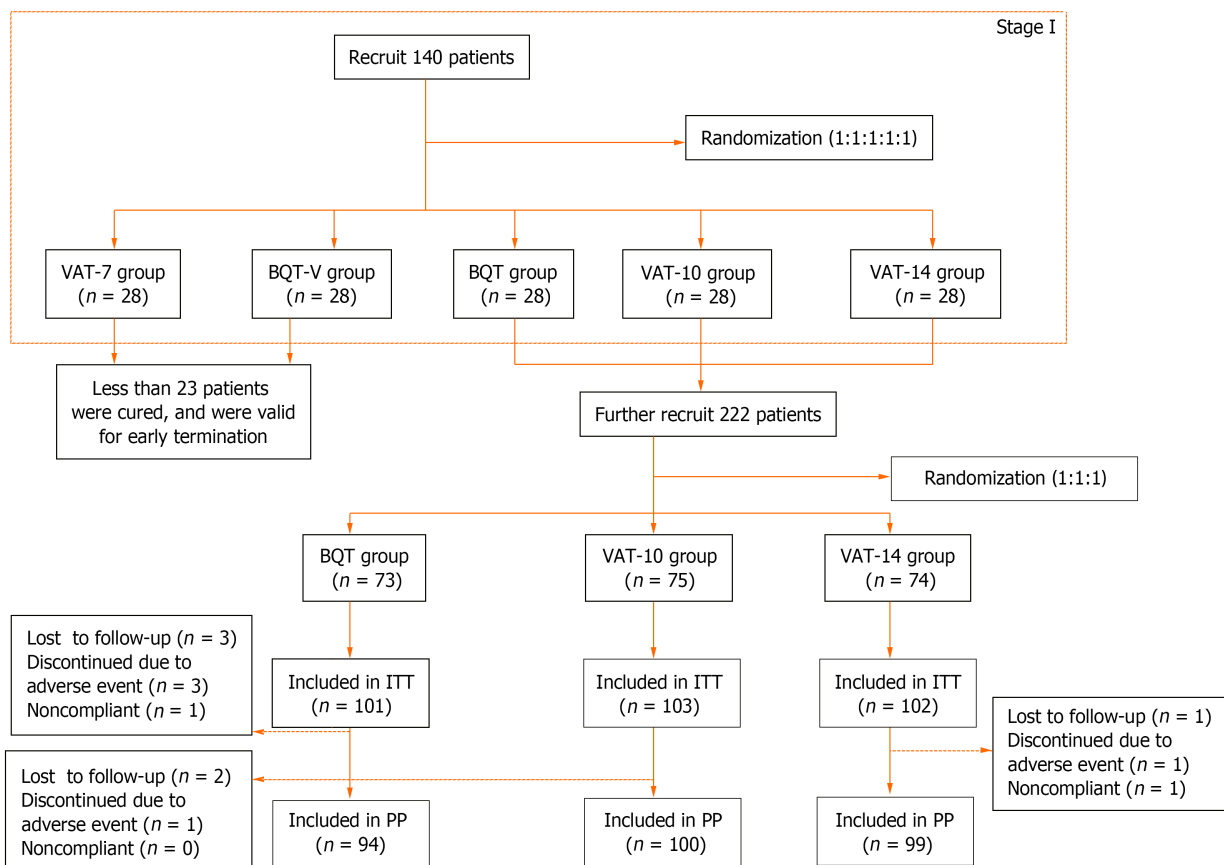 Stage I
Recruit 140 patients
Randomization (1:1:1:1:1)
VAT-7 group
(n = 28)
BQT-V group
(n = 28)
BQT group
(n = 28)
VAT-10 group
(n = 28)
VAT-14 group
(n = 28)
Less than 23 patients
were cured, and were valid
for early termination
Further recruit 222 patients
Randomization (1:1:1)
BQT group
(n = 73)
VAT-10 group
(n = 75)
VAT-14 group
(n = 74)
Lost to follow-up (n = 3)
Discontinued due to
adverse event (n = 3)
Noncompliant (n = 1)
Included in ITT
(n = 101)
Included in ITT
(n = 103)
Included in ITT
(n = 102)
Lost to follow-up (n = 1)
Discontinued due to
adverse event (n = 1)
Noncompliant (n = 1)
Lost to follow-up (n = 2)
Discontinued due to
adverse event (n = 1)
Noncompliant (n = 0)
Included in PP
(n = 94)
Included in PP
(n = 100)
Included in PP
(n = 99)